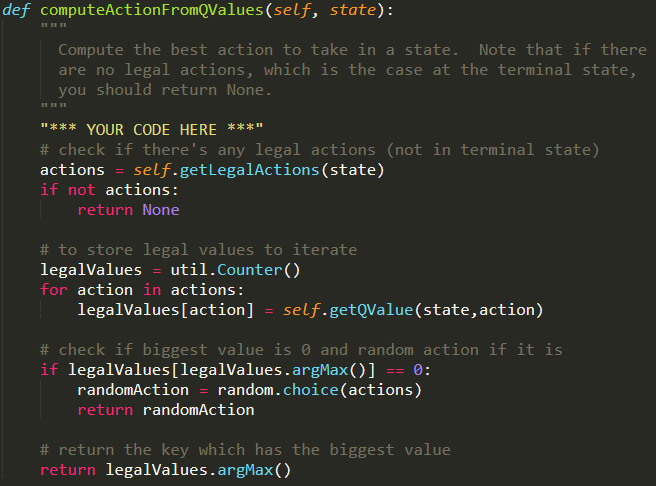 def computeActionFromQValues(self, state):
"""
Compute the best action to take in a state.  Note that if there
are no legal actions, which is the case at the terminal state,
you should return None.
"""
"*** YOUR CODE HERE ***"
# check if there's any legal actions (not in terminal state)
actions = self.getLegalActions(state)
if not actions:
return None
# to store legal values to iterate
legalValues = util.Counter()
for action in actions:
legalValues[action] = self.getQValue(state,action)
# check if biggest value is 0 and random action if it is
if legalValues[legalValues.argMax()] == 0:
randomAction = random.choice(actions)
return randomAction
# return the key which has the biggest value
return legalValues.argMax()